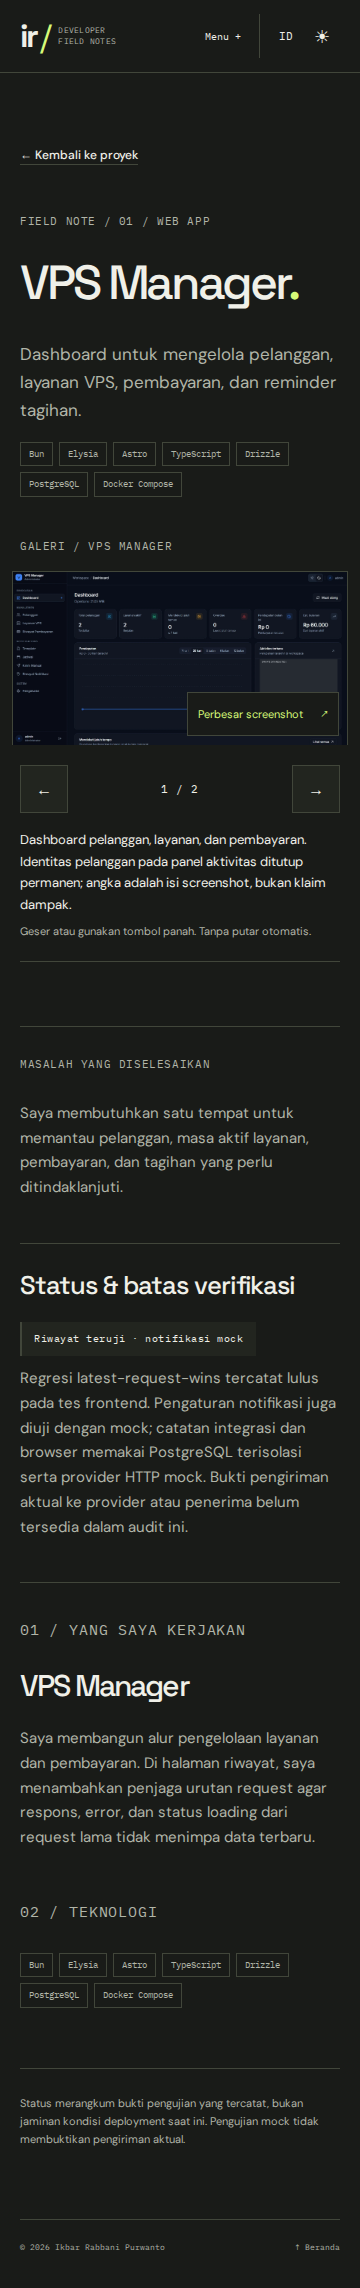 ir/ DEVELOPER
FIELD NOTES
Menu +
ID
← Kembali ke proyek
FIELD NOTE / 01 / WEB APP
VPS Manager.
Dashboard untuk mengelola pelanggan,
layanan VPS, pembayaran, dan reminder
tagihan.
Bun Elysia Astro TypeScript Drizzle
PostgreSQL Docker Compose
GALERI / VPS MANAGER
VPS Manager
Dashboard
Dashboard
Rp 0
Rp 80.000
Perbesar screenshot ↗
← 1 / 2 →
Dashboard pelanggan, layanan, dan pembayaran.
Identitas pelanggan pada panel aktivitas ditutup
permanen; angka adalah isi screenshot, bukan klaim
dampak.
Geser atau gunakan tombol panah. Tanpa putar otomatis.
MASALAH YANG DISELESAIKAN
Saya membutuhkan satu tempat untuk
memantau pelanggan, masa aktif layanan,
pembayaran, dan tagihan yang perlu
ditindaklanjuti.
Status & batas verifikasi
Riwayat teruji · notifikasi mock
Regresi latest-request-wins tercatat lulus
pada tes frontend. Pengaturan notifikasi juga
diuji dengan mock; catatan integrasi dan
browser memakai PostgreSQL terisolasi
serta provider HTTP mock. Bukti pengiriman
aktual ke provider atau penerima belum
tersedia dalam audit ini.
01 / YANG SAYA KERJAKAN
VPS Manager
Saya membangun alur pengelolaan layanan
dan pembayaran. Di halaman riwayat, saya
menambahkan penjaga urutan request agar
respons, error, dan status loading dari
request lama tidak menimpa data terbaru.
02 / TEKNOLOGI
Bun Elysia Astro TypeScript Drizzle
PostgreSQL Docker Compose
Status merangkum bukti pengujian yang tercatat, bukan
jaminan kondisi deployment saat ini. Pengujian mock tidak
membuktikan pengiriman aktual.
© 2026 Ikbar Rabbani Purwanto
↑ Beranda